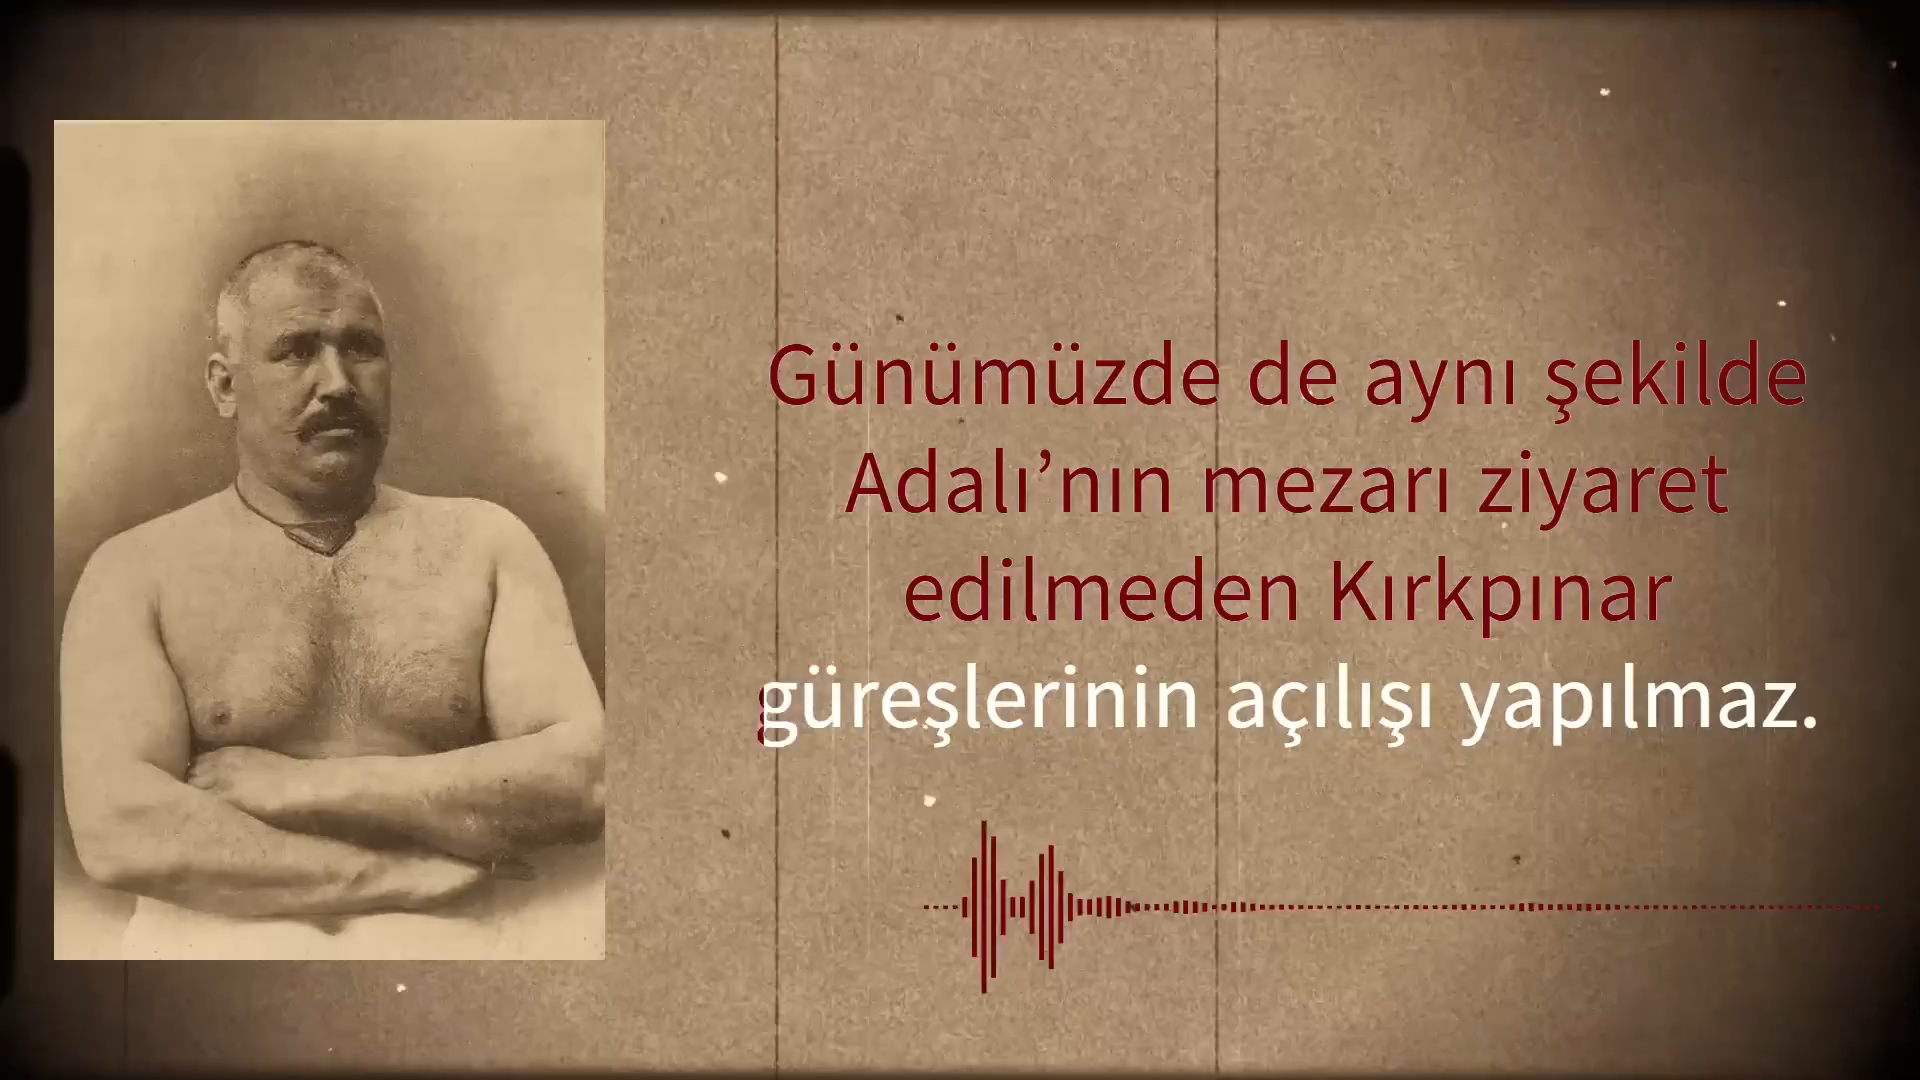 Günümüzde de aynı şekilde
Adalı’nın mezarı ziyaret
edilmeden Kırkpınar
güreşlerinin açılışı yapılmaz.